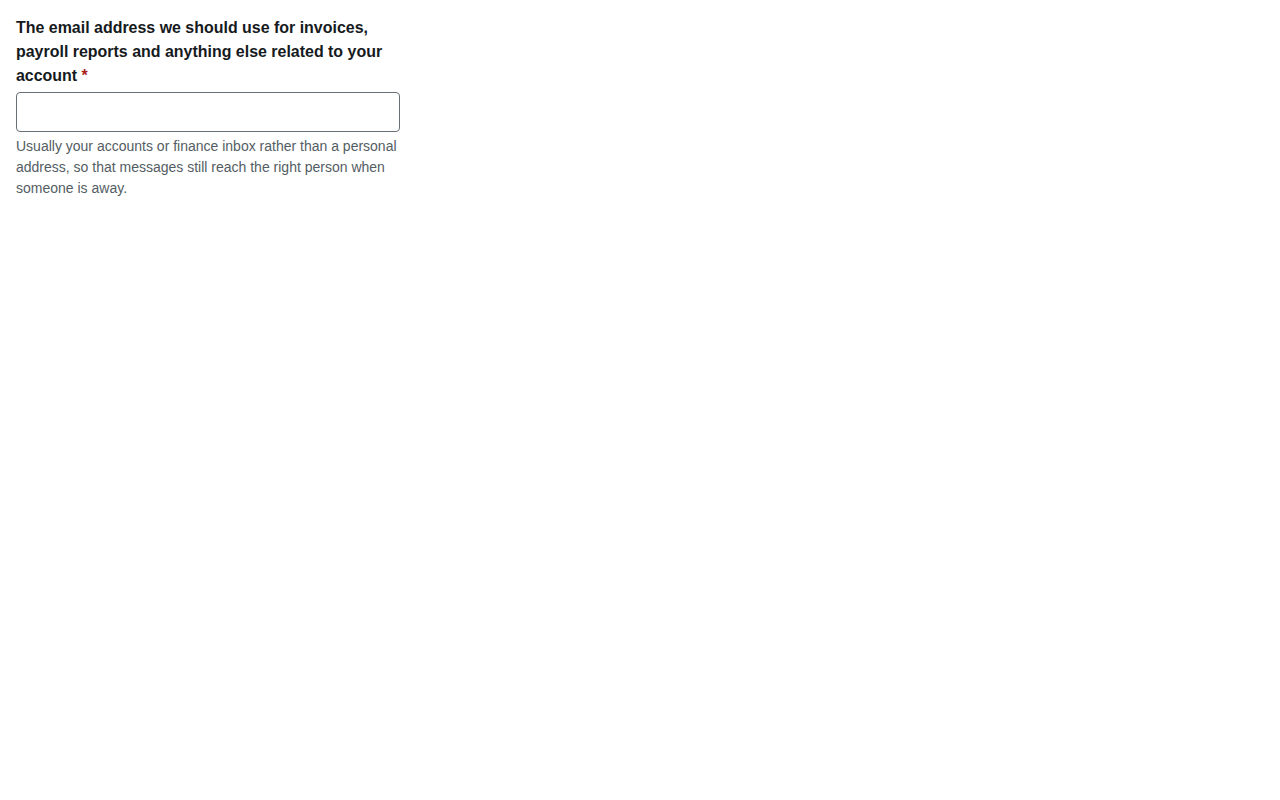 The email address we should use for invoices,
payroll reports and anything else related to your
account *
Usually your accounts or finance inbox rather than a personal
address, so that messages still reach the right person when
someone is away.